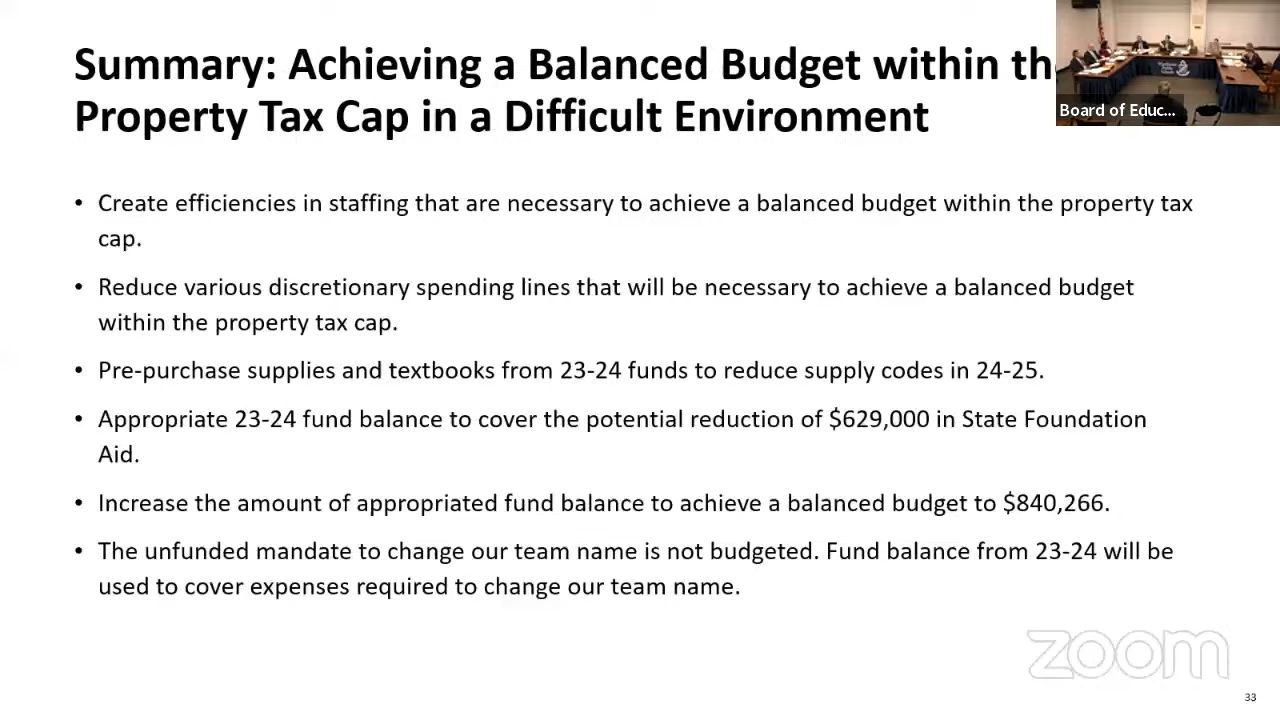 Summary: Achieving a Balanced Budget within th
Property Tax Cap in a Difficult Environment
Board of Educ...
• Create efficiencies in staffing that are necessary to achieve a balanced budget within the property tax
cap.
• Reduce various discretionary spending lines that will be necessary to achieve a balanced budget
within the property tax cap.
• Pre-purchase supplies and textbooks from 23-24 funds to reduce supply codes in 24-25.
• Appropriate 23-24 fund balance to cover the potential reduction of $629,000 in State Foundation
Aid.
• Increase the amount of appropriated fund balance to achieve a balanced budget to $840,266.
• The unfunded mandate to change our team name is not budgeted. Fund balance from 23-24 will be
used to cover expenses required to change our team name.
zoom
33